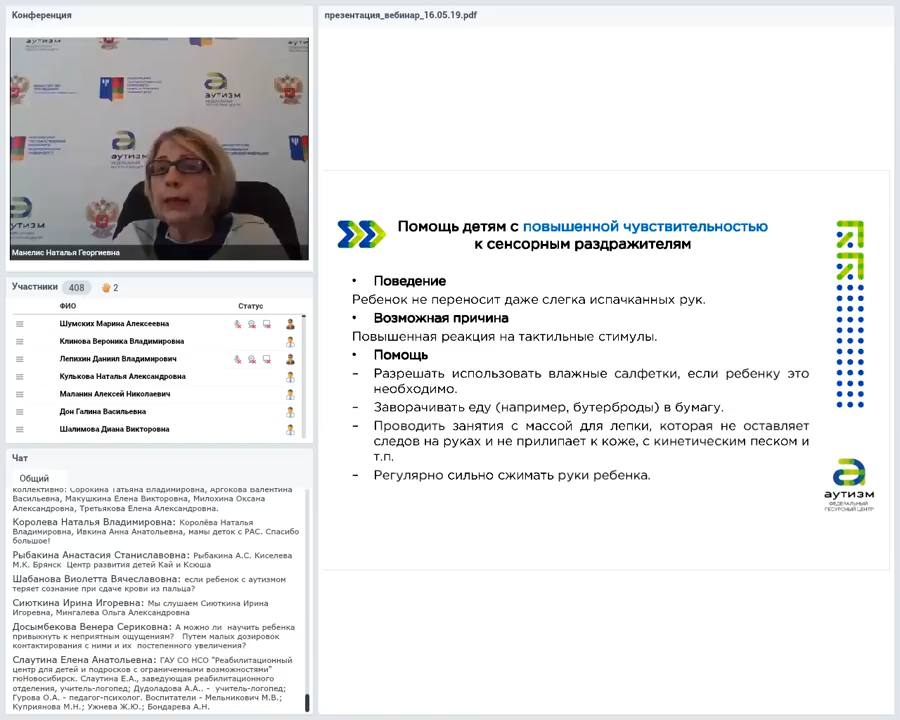 Конференция
аутизм
Манелис Наталья Георгиевна
Участники 408 2
ФИО Статус
Шумских Марина Алексеевна
Клинова Вероника Владимировна
Лепихин Даниил Владимирович
Кулькова Наталья Александровна
Маланин Алексей Николаевич
Дон Галина Васильевна
Шалимова Диана Викторовна
Чат
Общий
коллективно: Сорокина Татьяна Владимировна, Аргокова Валентина
Васильевна, Макушкина Елена Викторовна, Милохина Оксана
Александровна, Третьякова Елена Александровна.
Королева Наталья Владимировна: Королёва Наталья
Владимировна, Ивкина Анна Анатольевна, мамы деток с РАС. Спасибо
большое!
Рыбакина Анастасия Станиславовна: Рыбакина А.С. Киселева
М.К. Брянск Центр развития детей Кай и Ксюша
Шабанова Виолетта Вячеславовна: если ребенок с аутизмом
теряет сознание при сдаче крови из пальца?
Сиюткина Ирина Игоревна: Мы слушаем Сиюткина Ирина
Игоревна, Мингалева Ольга Александровна
Досымбекова Венера Сериковна: А можно ли научить ребенка
привыкнуть к неприятным ощущениям? Путем малых дозировок
контактирования с ними и их постепенного увеличения?
Слаутина Елена Анатольевна: ГАУ СО НСО "Реабилитационный
центр для детей и подросков с ограниченными возможностями"
гюНовосибирск. Слаутина Е.А., заведующая реабилитационного
отделения, учитель-логопед; Дудоладова А.А.. - учитель-логопед;
Гурова О.А. - педагог-психолог. Воспитатели - Мельникович М.В.;
Куприянова М.Н.; Ужнева Ж.Ю.; Бондарева А.Н.
презентация_вебинар_16.05.19.pdf
Помощь детям с повышенной чувствительностью
к сенсорным раздражителям
• Поведение
Ребенок не переносит даже слегка испачканных рук.
• Возможная причина
Повышенная реакция на тактильные стимулы.
• Помощь
– Разрешать использовать влажные салфетки, если ребенку это
необходимо.
– Заворачивать еду (например, бутерброды) в бумагу.
– Проводить занятия с массой для лепки, которая не оставляет
следов на руках и не прилипает к коже, с кинетическим песком и
т.п.
– Регулярно сильно сжимать руки ребенка.
аутизм
ФЕДЕРАЛЬНЫЙ
РЕСУРСНЫЙ ЦЕНТР